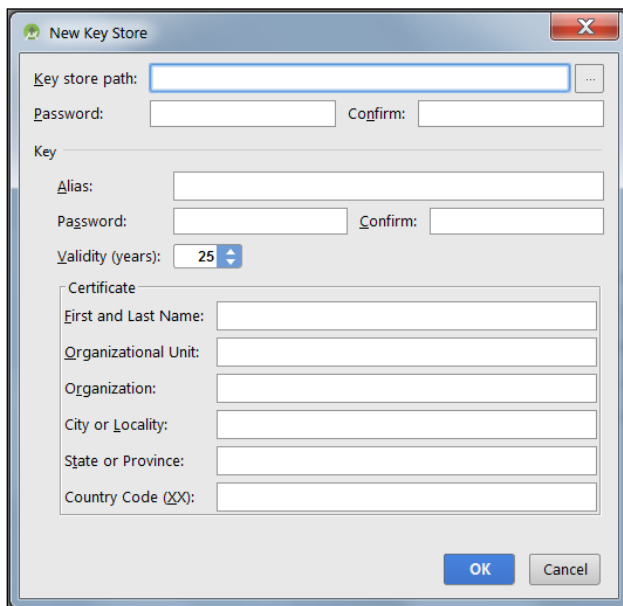 New Key Store
X
Key store path: ...
Password: Confirm:
Key
Alias:
Password: Confirm:
Validity (years): 25
Certificate
First and Last Name:
Organizational Unit:
Organization:
City or Locality:
State or Province:
Country Code (XX):
OK Cancel